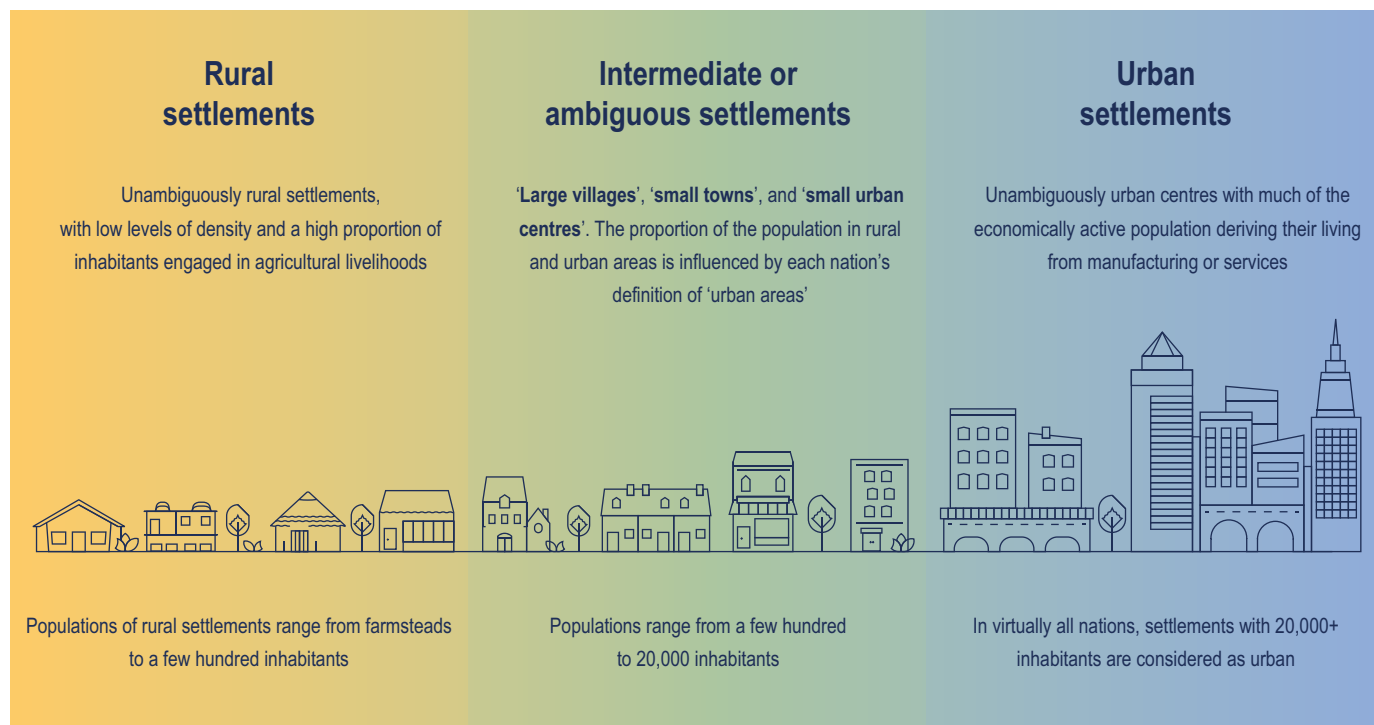 Rural
settlements
Unambiguously rural settlements,
with low levels of density and a high proportion of
inhabitants engaged in agricultural livelihoods
Populations of rural settlements range from farmsteads
to a few hundred inhabitants
Intermediate or
ambiguous settlements
‘Large villages’, ‘small towns’, and ‘small urban
centres’. The proportion of the population in rural
and urban areas is influenced by each nation’s
definition of ‘urban areas’
Populations range from a few hundred
to 20,000 inhabitants
Urban
settlements
Unambiguously urban centres with much of the
economically active population deriving their living
from manufacturing or services
In virtually all nations, settlements with 20,000+
inhabitants are considered as urban